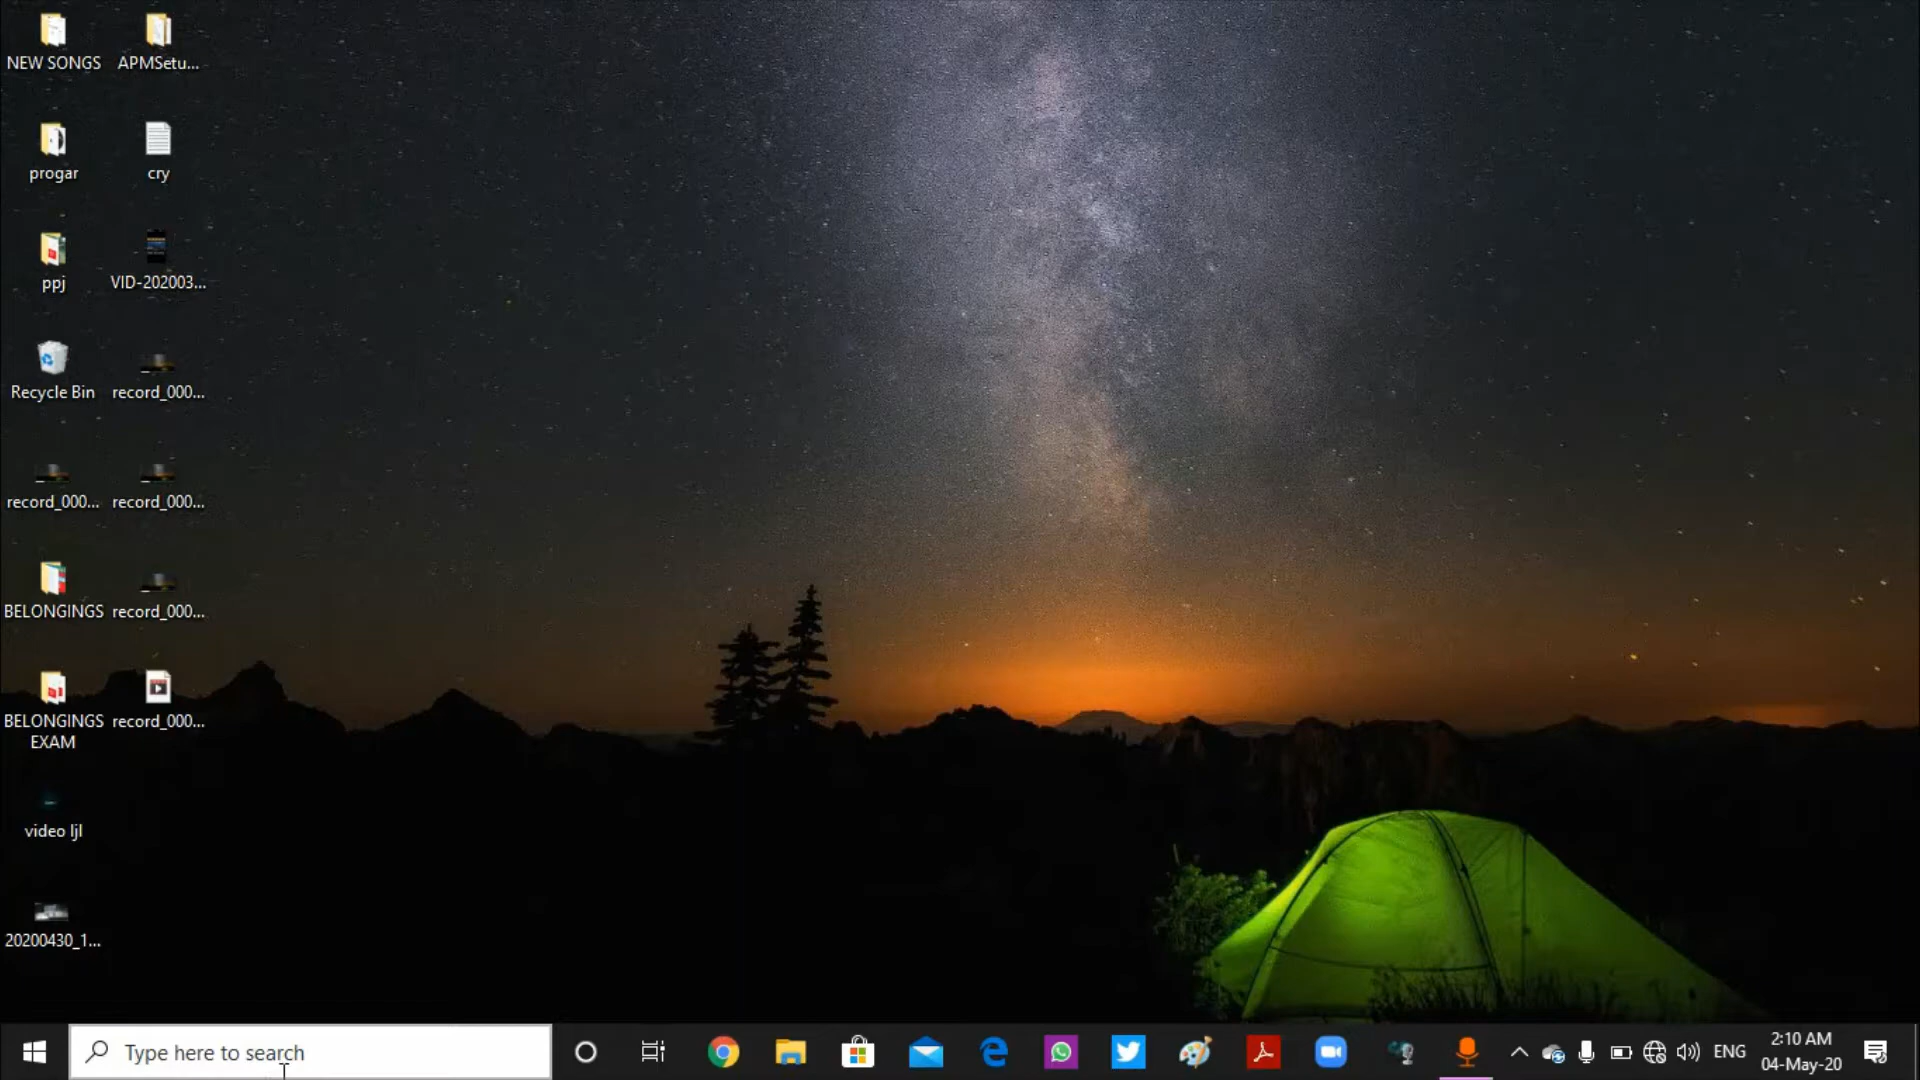 NEW SONGS
APMSetu...
progar
cry
ppj
VID-202003...
Recycle Bin
record_000...
record_000...
record_000...
BELONGINGS
record_000...
BELONGINGS
EXAM
record_000...
video ljl
20200430_1...
Type here to search
ENG
2:10 AM
04-May-20